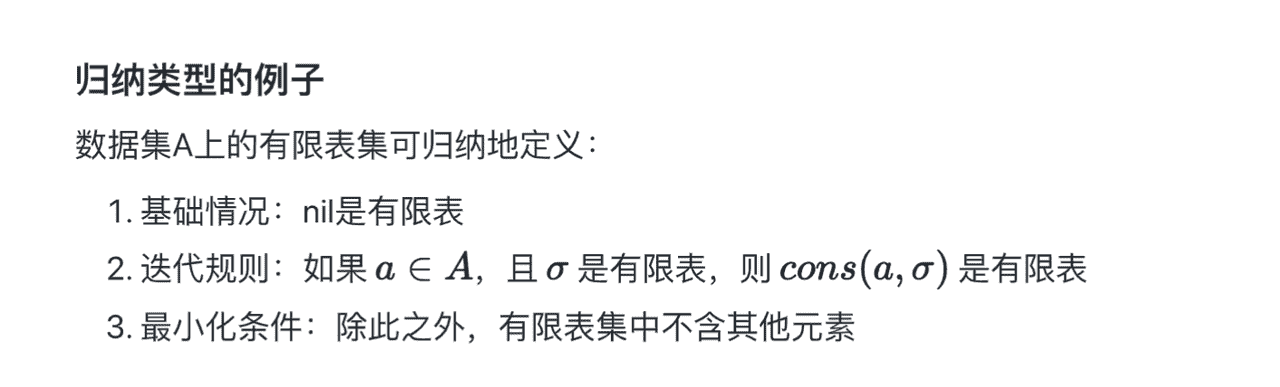 归纳类型的例子
数据集A上的有限表集可归纳地定义：
1. 基础情况：nil是有限表
2. 迭代规则：如果 a ∈ A，且 σ 是有限表，则 cons(a, σ) 是有限表
3. 最小化条件：除此之外，有限表集中不含其他元素